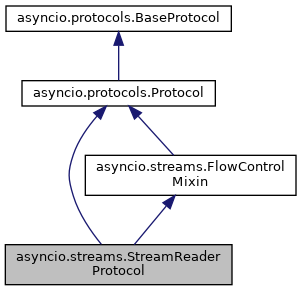 asyncio.protocols.BaseProtocol
asyncio.protocols.Protocol
asyncio.streams.FlowControl
Mixin
asyncio.streams.StreamReader
Protocol